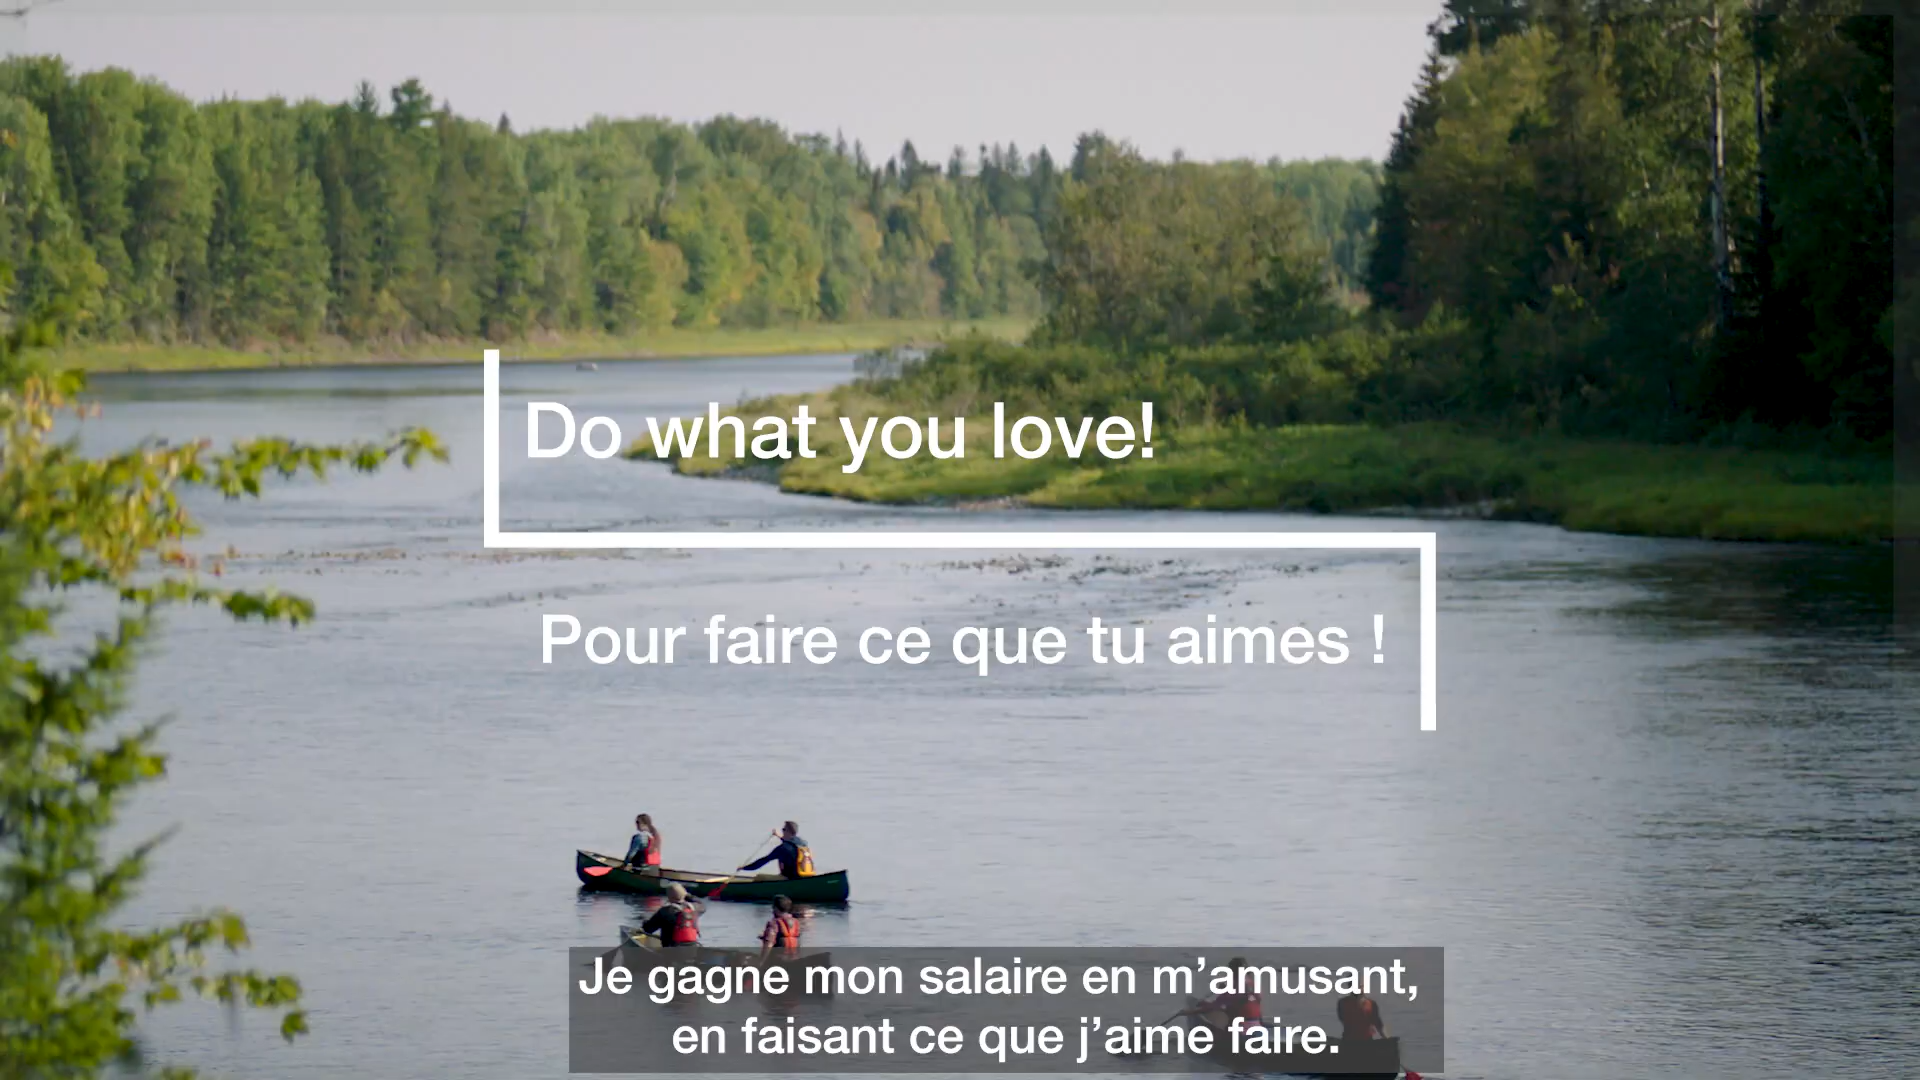 Do what you love!
Pour faire ce que tu aimes !
Je gagne mon salaire en m’amusant,
en faisant ce que j’aime faire.